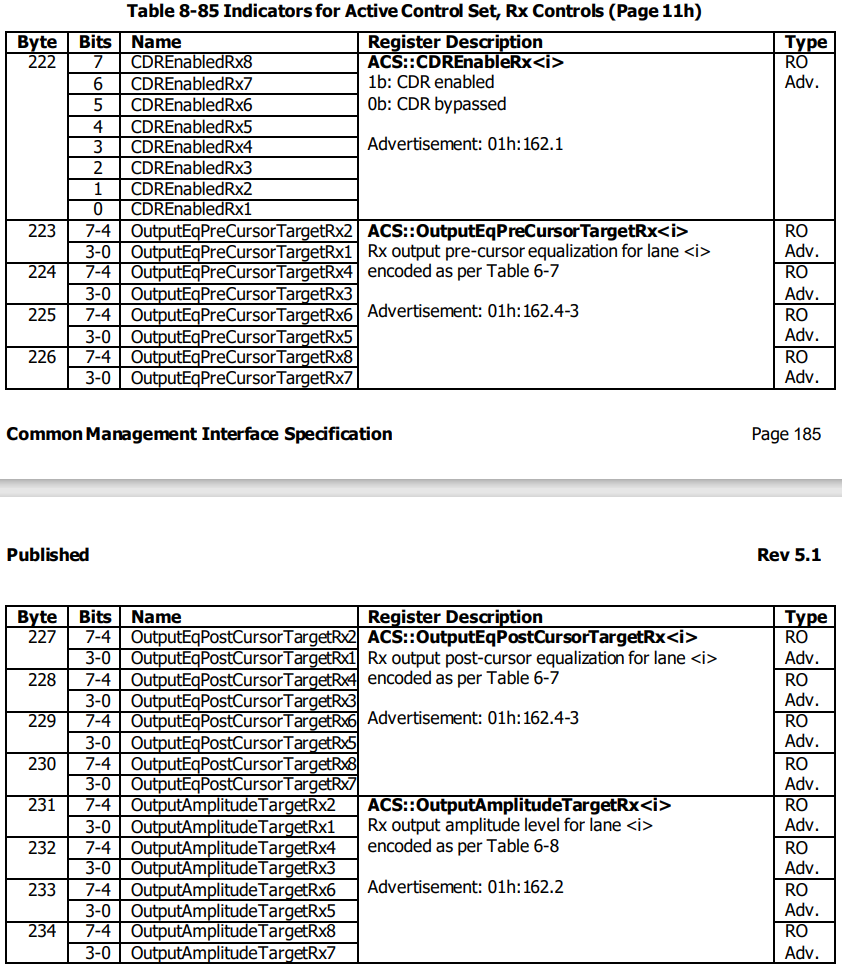 Table 8-85 Indicators for Active Control Set, Rx Controls (Page 11h)
Byte Bits Name Register Description Type
222 7 CDREnabledRx8 ACS::CDREnableRx<i> RO
6 CDREnabledRx7 1b: CDR enabled Adv.
5 CDREnabledRx6 0b: CDR bypassed
4 CDREnabledRx5
3 CDREnabledRx4 Advertisement: 01h:162.1
2 CDREnabledRx3
1 CDREnabledRx2
0 CDREnabledRx1
223 7-4 OutputEqPreCursorTargetRx2 ACS::OutputEqPreCursorTargetRx<i> RO
3-0 OutputEqPreCursorTargetRx1 Rx output pre-cursor equalization for lane <i> Adv.
224 7-4 OutputEqPreCursorTargetRx4 encoded as per Table 6-7 RO
3-0 OutputEqPreCursorTargetRx3 Adv.
225 7-4 OutputEqPreCursorTargetRx6 Advertisement: 01h:162.4-3 RO
3-0 OutputEqPreCursorTargetRx5 Adv.
226 7-4 OutputEqPreCursorTargetRx8 RO
3-0 OutputEqPreCursorTargetRx7 Adv.
Common Management Interface Specification Page 185
Published Rev 5.1
Byte Bits Name Register Description Type
227 7-4 OutputEqPostCursorTargetRx2 ACS::OutputEqPostCursorTargetRx<i> RO
3-0 OutputEqPostCursorTargetRx1 Rx output post-cursor equalization for lane <i> Adv.
228 7-4 OutputEqPostCursorTargetRx4 encoded as per Table 6-7 RO
3-0 OutputEqPostCursorTargetRx3 Adv.
229 7-4 OutputEqPostCursorTargetRx6 Advertisement: 01h:162.4-3 RO
3-0 OutputEqPostCursorTargetRx5 Adv.
230 7-4 OutputEqPostCursorTargetRx8 RO
3-0 OutputEqPostCursorTargetRx7 Adv.
231 7-4 OutputAmplitudeTargetRx2 ACS::OutputAmplitudeTargetRx<i> RO
3-0 OutputAmplitudeTargetRx1 Rx output amplitude level for lane <i> Adv.
232 7-4 OutputAmplitudeTargetRx4 encoded as per Table 6-8 RO
3-0 OutputAmplitudeTargetRx3 Adv.
233 7-4 OutputAmplitudeTargetRx6 Advertisement: 01h:162.2 RO
3-0 OutputAmplitudeTargetRx5 Adv.
234 7-4 OutputAmplitudeTargetRx8 RO
3-0 OutputAmplitudeTargetRx7 Adv.